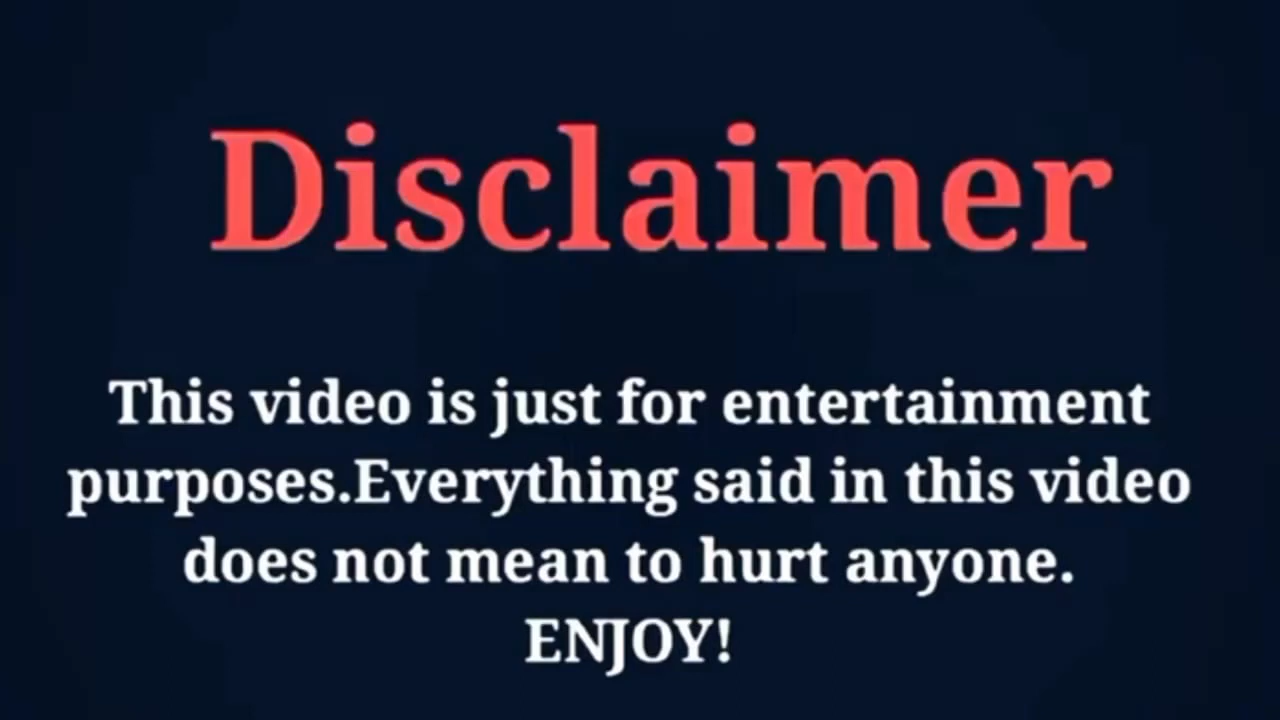 Disclaimer
This video is just for entertainment
purposes.Everything said in this video
does not mean to hurt anyone.
ENJOY!